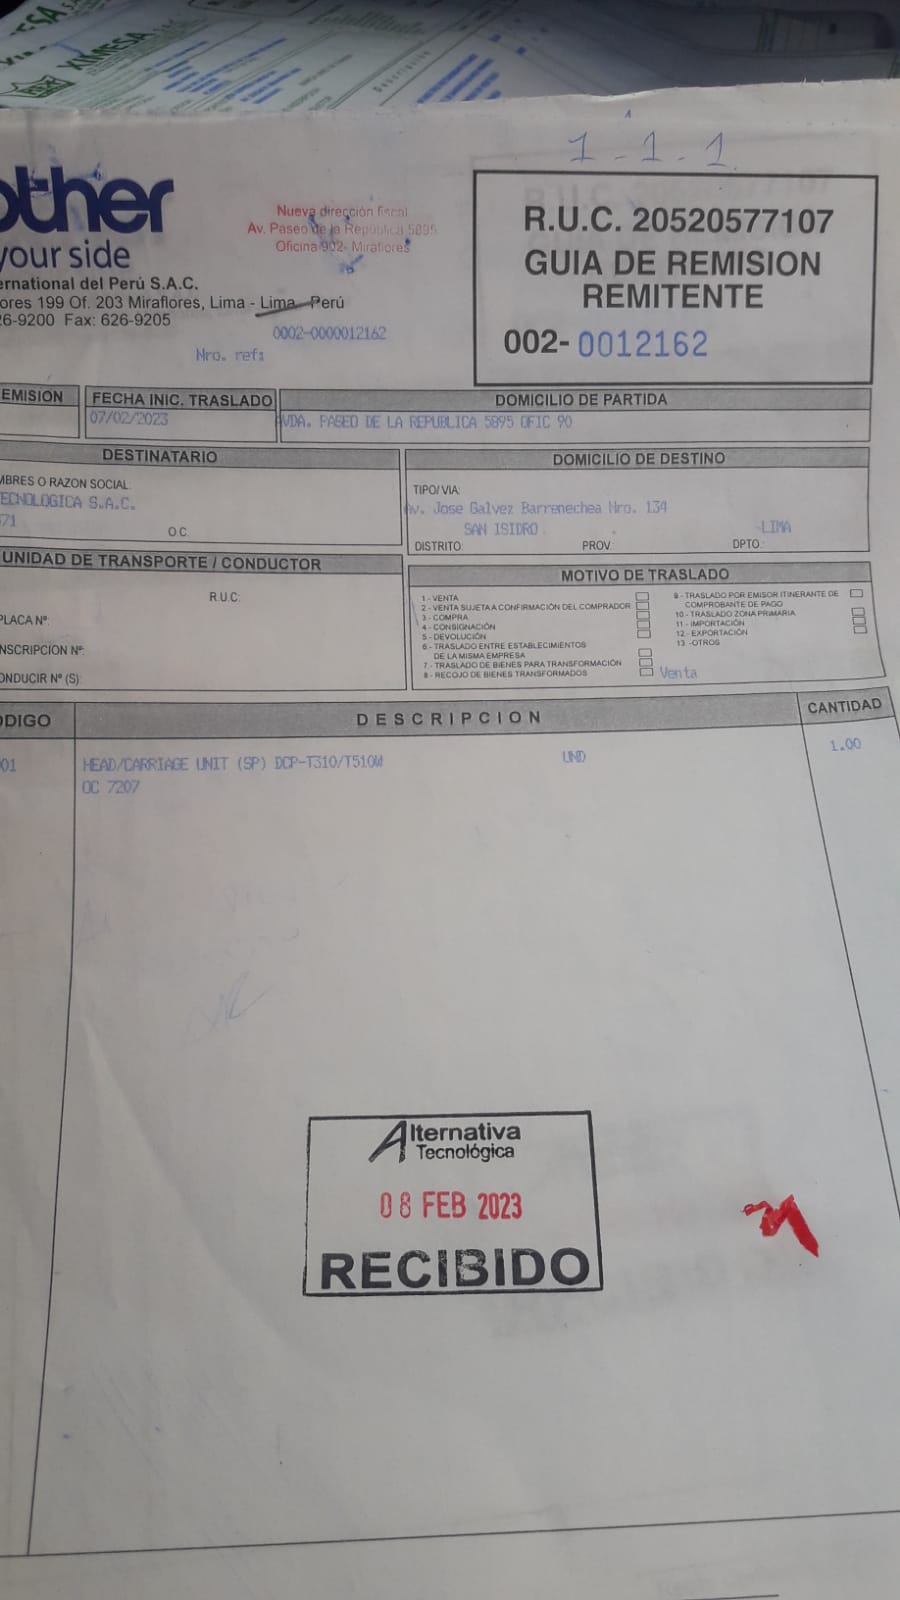 XIMESA
1-1-1
other
your side
Nueva dirección fiscal
Av. Paseo de la República 5895
Oficina 902- Miraflores
ernational del Perú S.A.C.
ores 199 Of. 203 Miraflores, Lima - Lima - Perú
26-9200 Fax: 626-9205
0002-0000012162
Nro. ref:
R.U.C. 20520577107
GUIA DE REMISION
REMITENTE
002- 0012162
EMISIÓN
FECHA INIC. TRASLADO
07/02/2023
DOMICILIO DE PARTIDA
AVDA. PASEO DE LA REPUBLICA 5895 OFIC 90
DESTINATARIO
MBRES O RAZON SOCIAL:
TECNOLOGICA S.A.C.
71
O.C.
DOMICILIO DE DESTINO
TIPO/VIA:
Av. Jose Galvez Barrenechea Nro. 134
SAN ISIDRO
LIMA
DISTRITO:
PROV.:
DPTO.:
UNIDAD DE TRANSPORTE / CONDUCTOR
R.U.C:
PLACA Nº:
NSCRIPCION Nº:
ONDUCIR Nº (S):
MOTIVO DE TRASLADO
1 - VENTA
2 - VENTA SUJETA A CONFIRMACIÓN DEL COMPRADOR
3 - COMPRA
4 - CONSIGNACIÓN
5 - DEVOLUCIÓN
6 - TRASLADO ENTRE ESTABLECIMIENTOS
DE LA MISMA EMPRESA
7 - TRASLADO DE BIENES PARA TRANSFORMACIÓN
8 - RECOJO DE BIENES TRANSFORMADOS
9 - TRASLADO POR EMISOR ITINERANTE DE
COMPROBANTE DE PAGO
10 - TRASLADO ZONA PRIMARIA
11 - IMPORTACIÓN
12 - EXPORTACIÓN
13 -OTROS
Venta
ODIGO
DESCRIPCION
CANTIDAD
01
HEAD/CARRIAGE UNIT (SP) DCP-T310/T510W
UND
1.00
OC 7207
Alternativa
Tecnológica
08 FEB 2023
RECIBIDO